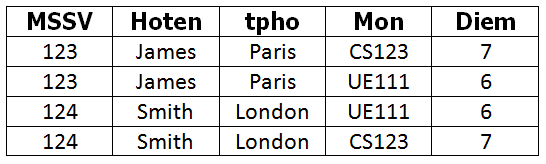 MSSV Hoten tpho Mon Diem
123 James Paris CS123 7
123 James Paris UE111 6
124 Smith London UE111 6
124 Smith London CS123 7